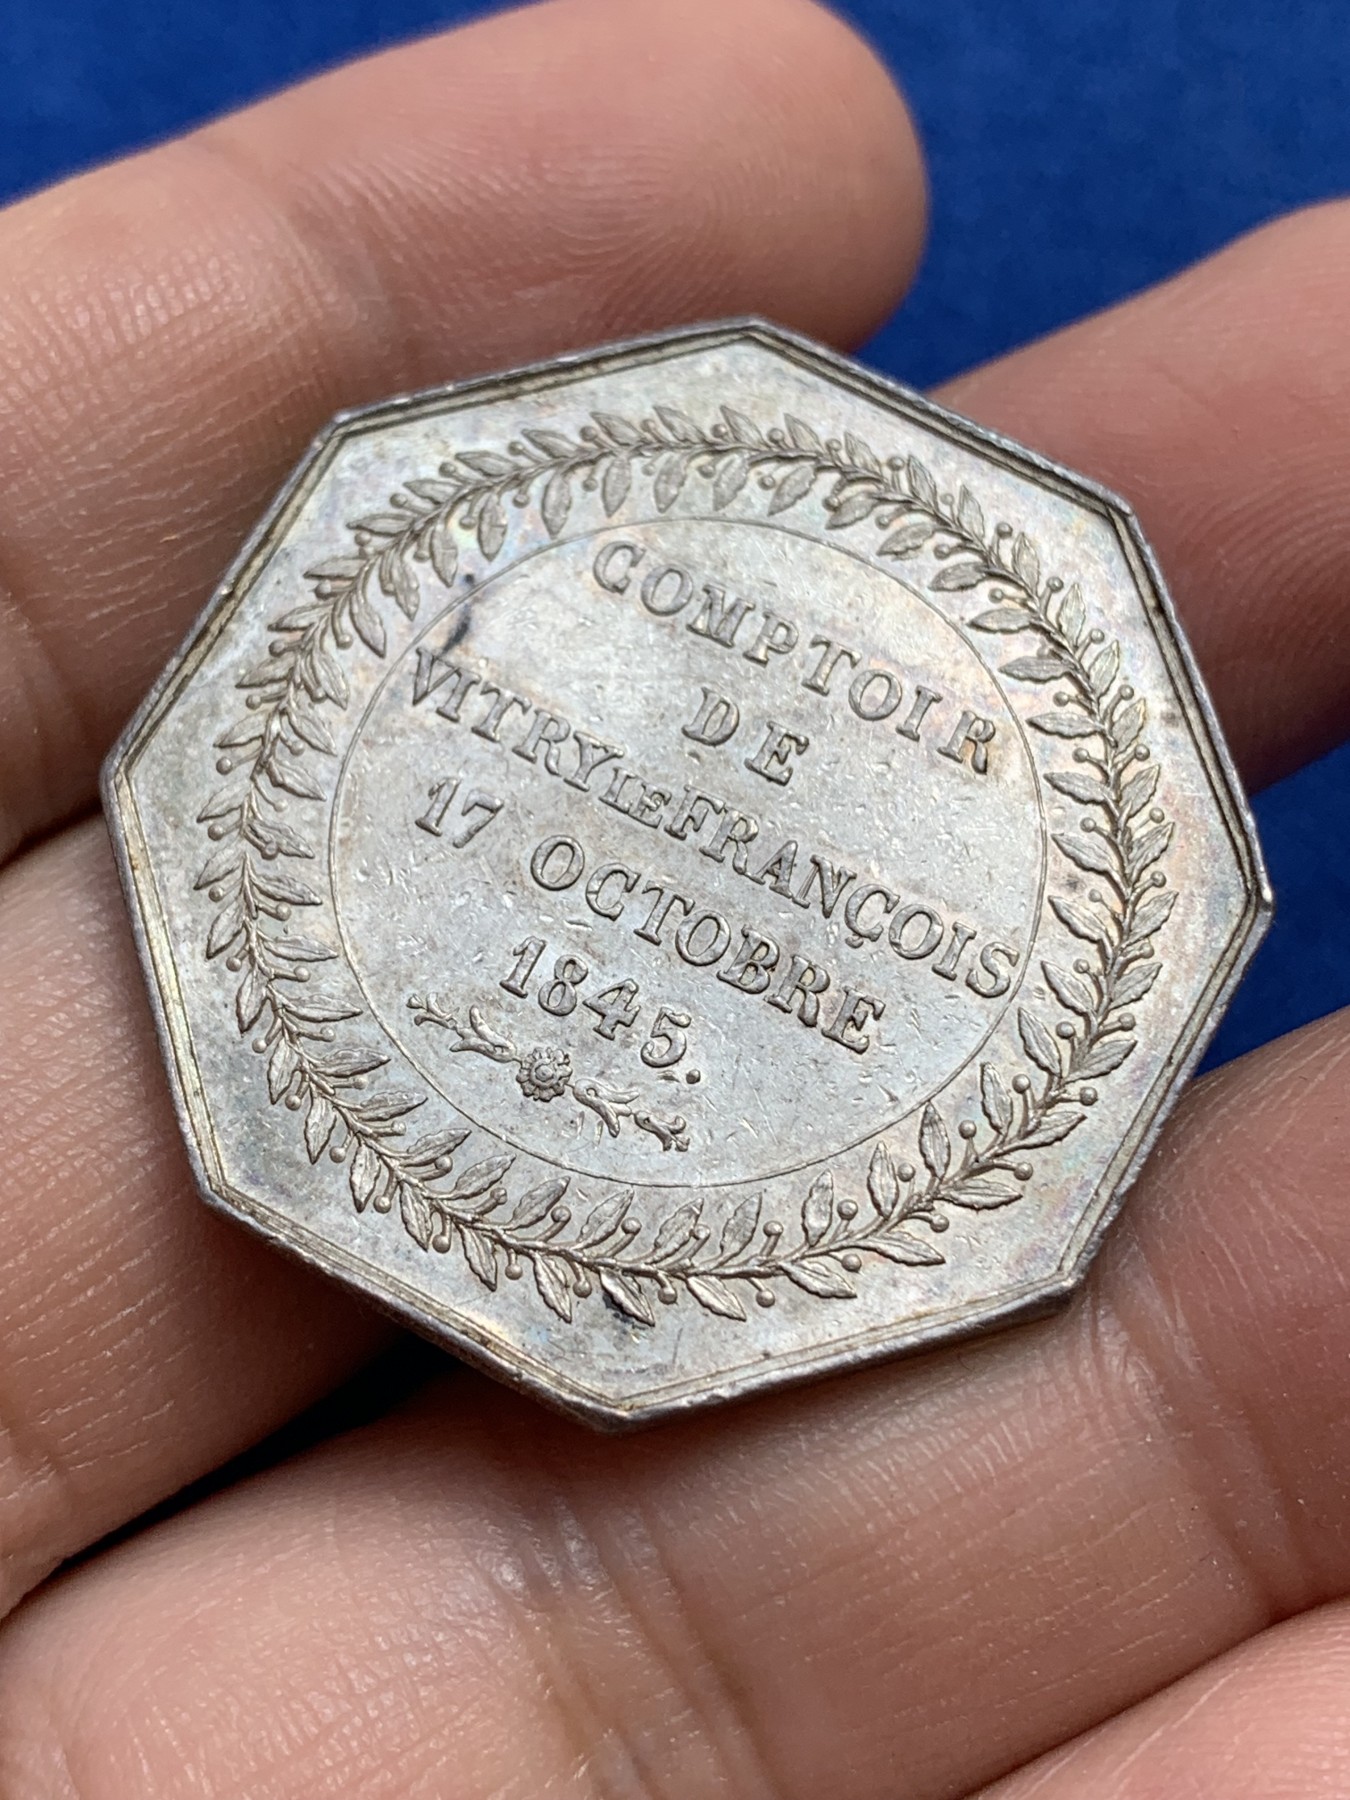 COMPTOIR
DE
VITRY LE FRANÇOIS
17 OCTOBRE
1845.